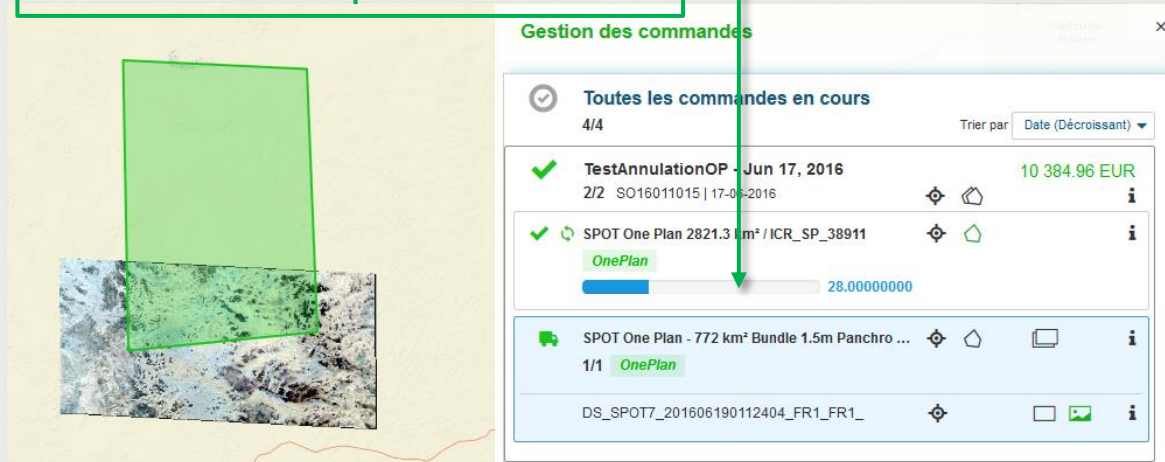 Gestion des commandes
×
Toutes les commandes en cours
4/4
Trier par Date (Décroissant)
TestAnnulationOP - Jun 17, 2016 10 384.96 EUR
2/2 SO16011015 | 17-06-2016
SPOT One Plan 2821.3 km² / ICR_SP_38911
OnePlan
28.00000000
SPOT One Plan - 772 km² Bundle 1.5m Panchro ...
1/1 OnePlan
DS_SPOT7_201606190112404_FR1_FR1_